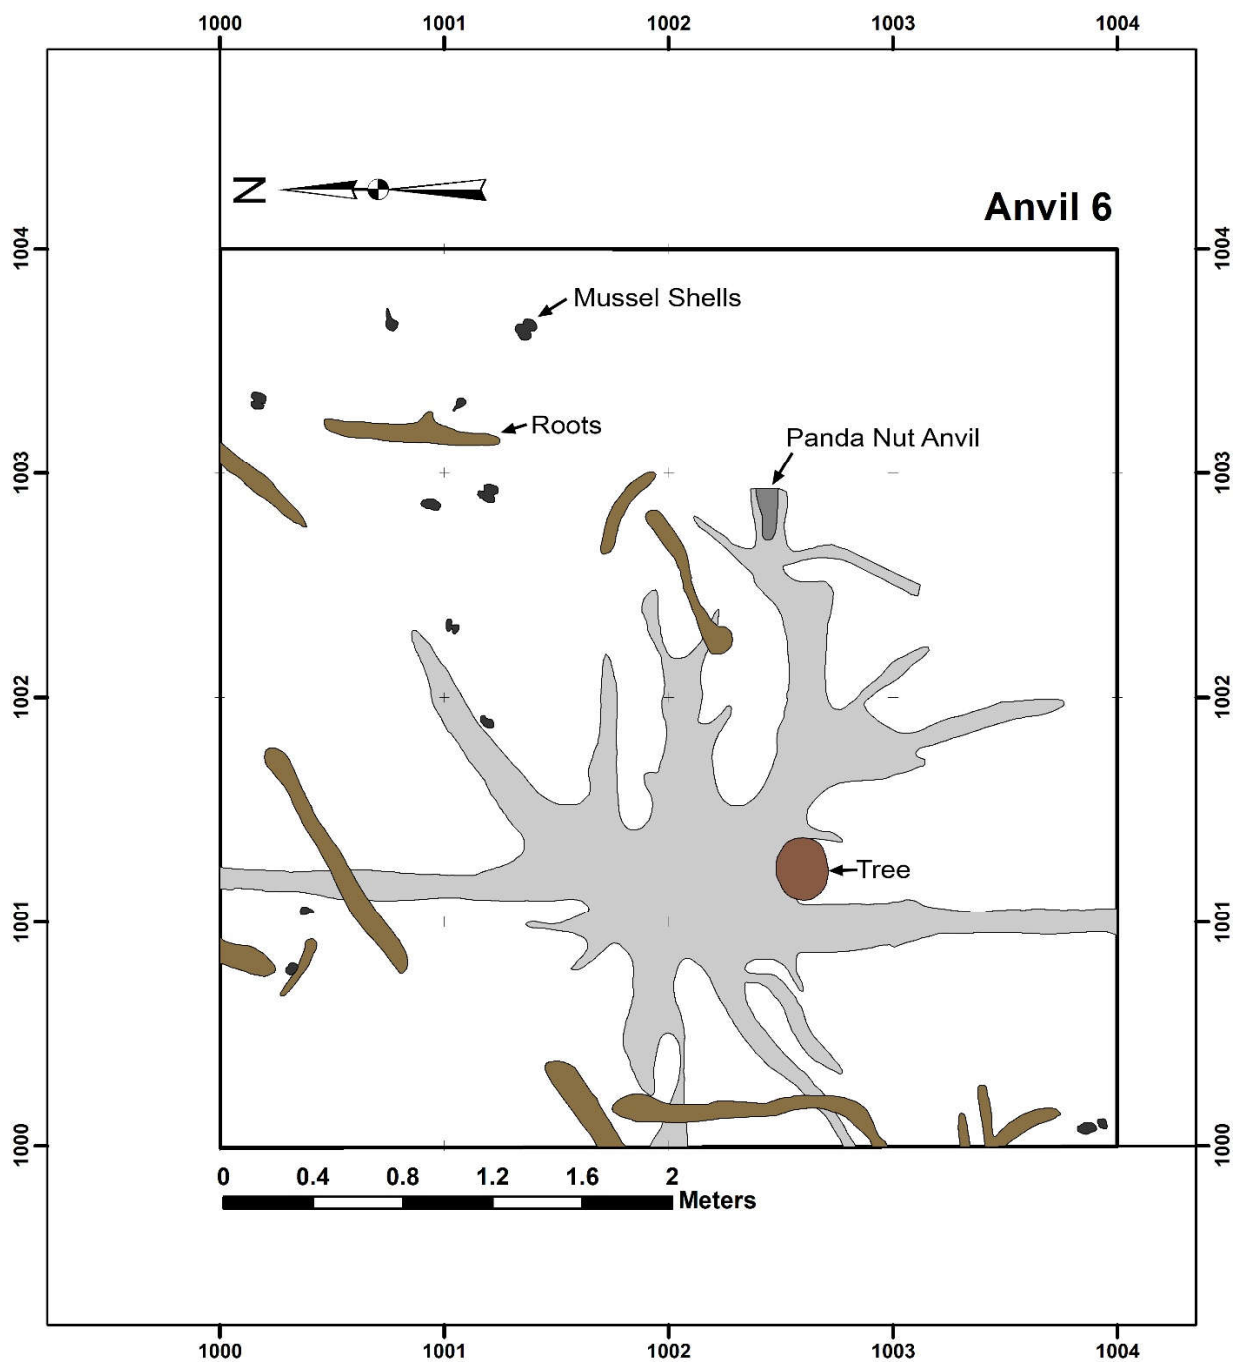 1000 1001 1002 1003 1004
N
Anvil 6
1004 1004
Mussel Shells
Roots
Panda Nut Anvil
1003 1003
1002 1002
Tree
1001 1001
1000 1000
0 0.4 0.8 1.2 1.6 2
Meters
1000 1001 1002 1003 1004